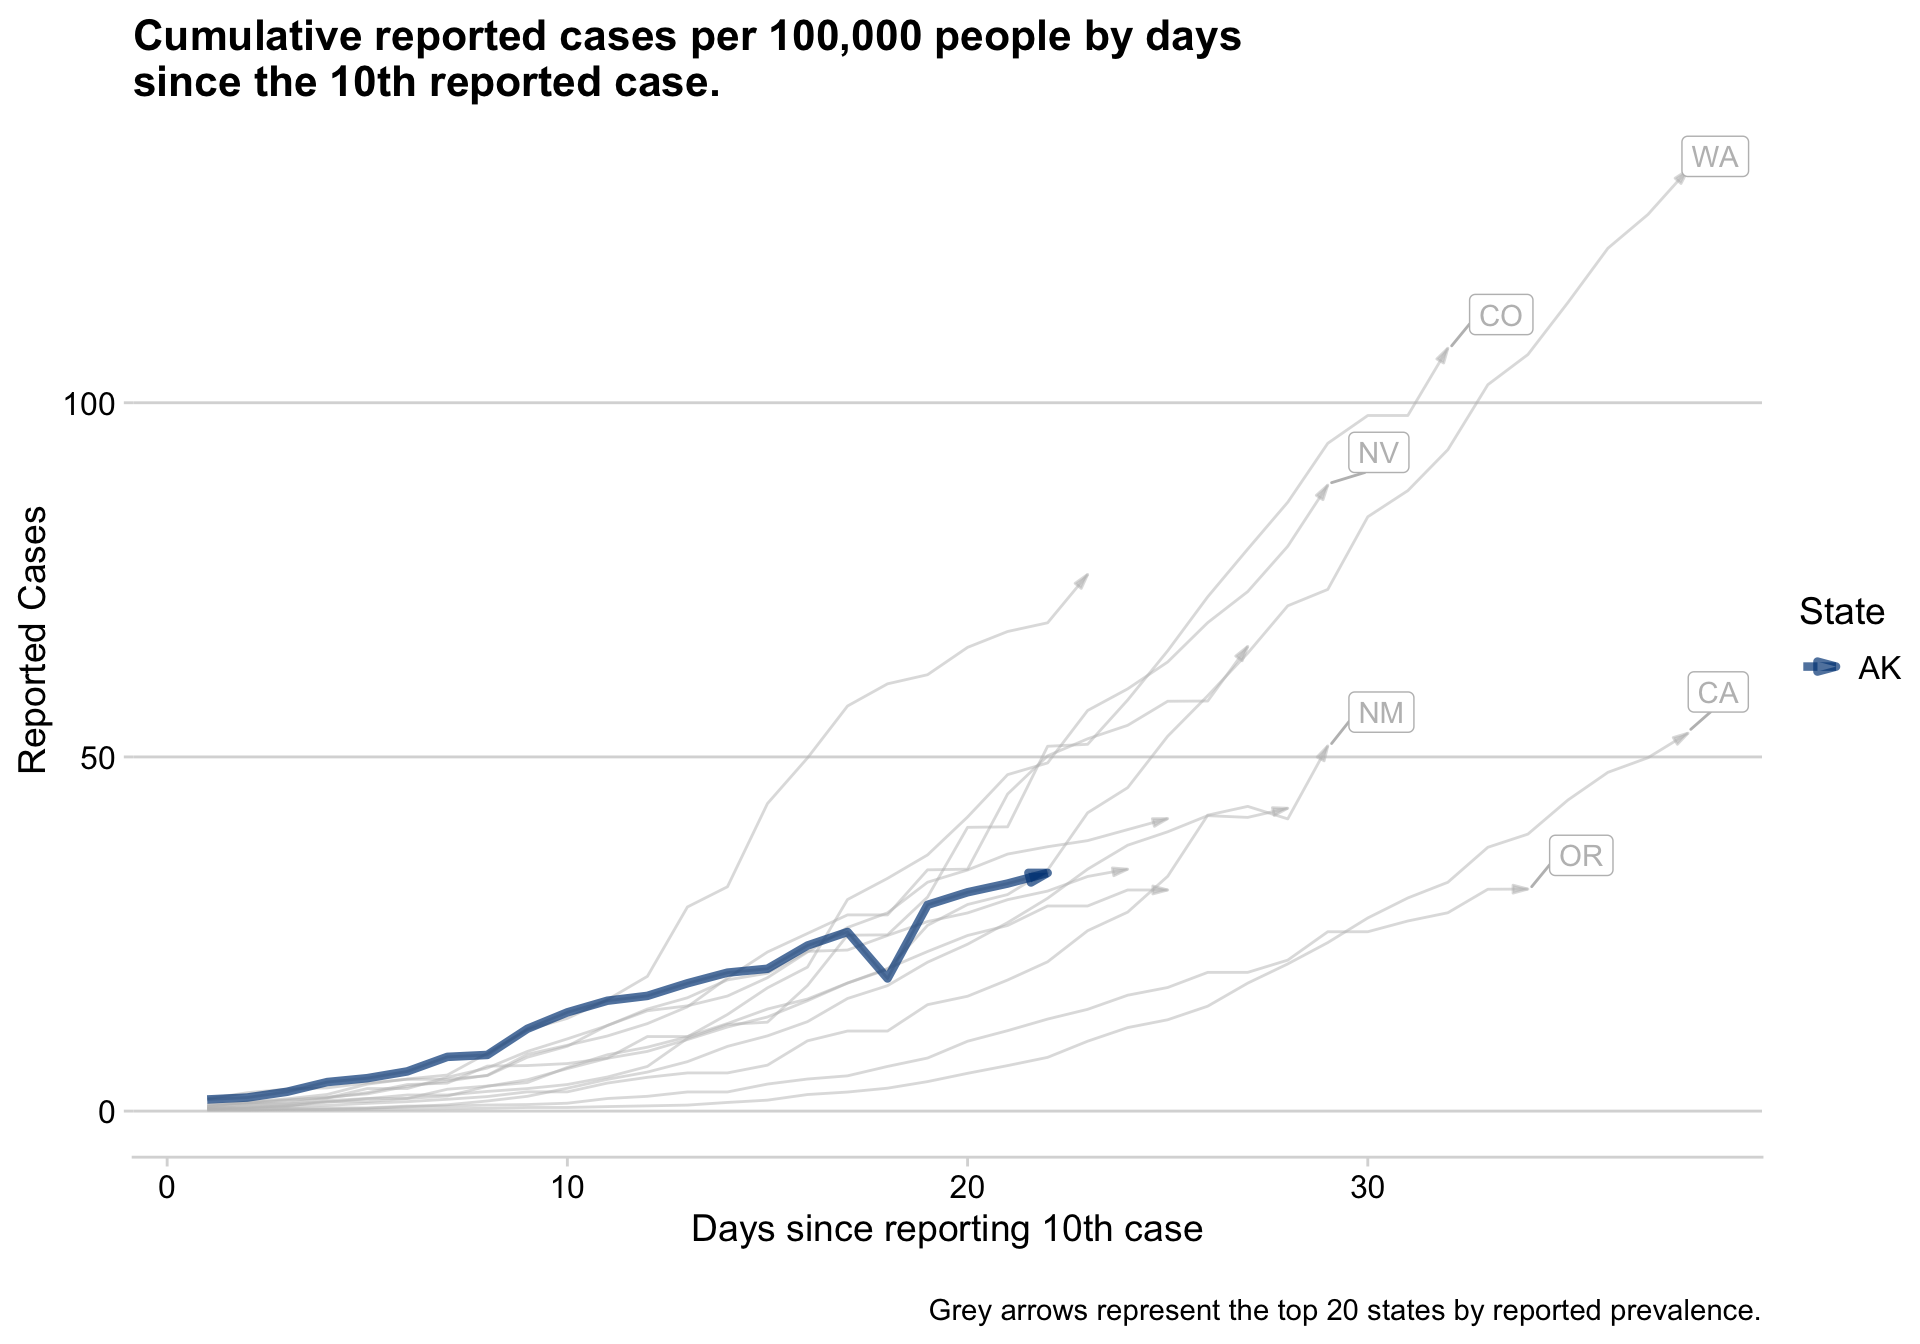 Cumulative reported cases per 100,000 people by days
since the 10th reported case.
WA
CO
100
NV
State
AK
CA
NM
50
OR
0
Reported Cases
0 10 20 30
Days since reporting 10th case
Grey arrows represent the top 20 states by reported prevalence.